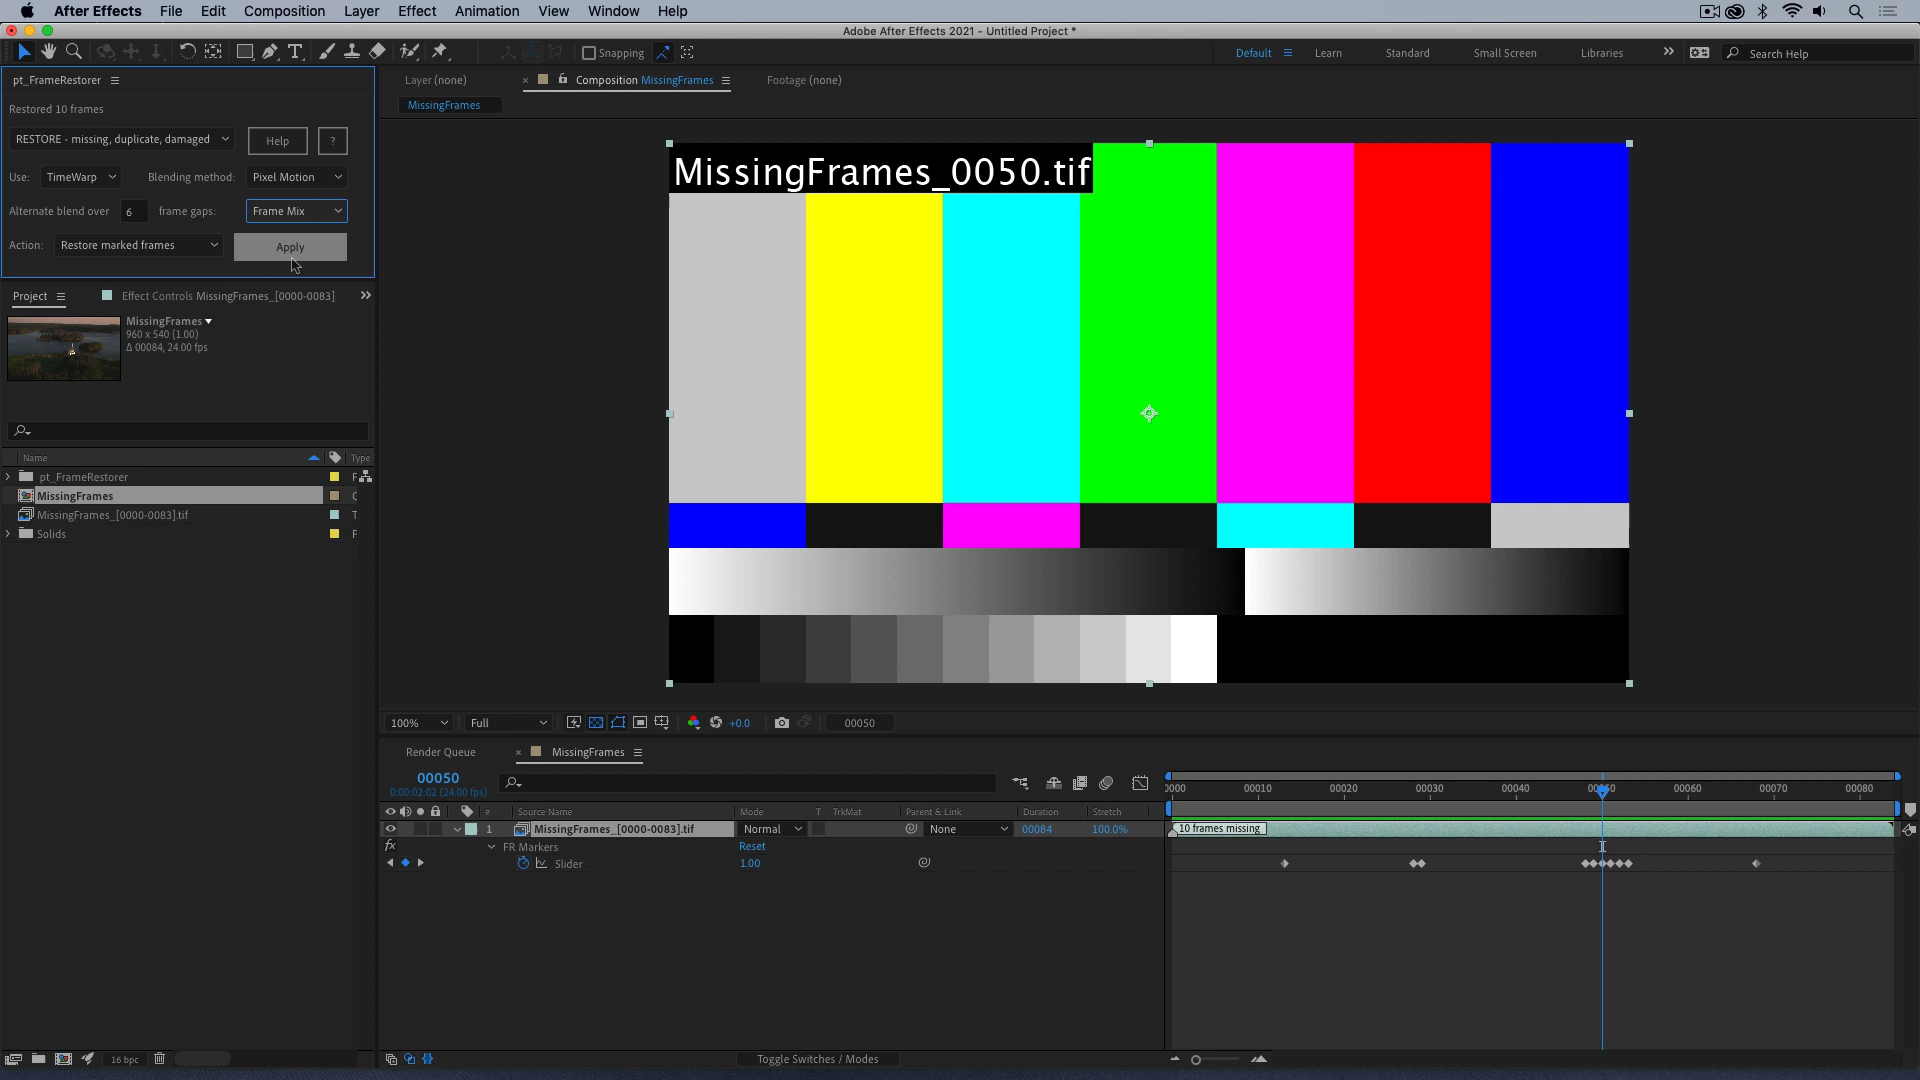 After Effects File Edit Composition Layer Effect Animation View Window Help
Adobe After Effects 2021 - Untitled Project *
Snapping Default Learn Standard Small Screen Libraries Search Help
pt_FrameRestorer
Restored 10 frames
RESTORE - missing, duplicate, damaged Help ?
Use: TimeWarp Blending method: Pixel Motion
Alternate blend over 6 frame gaps: Frame Mix
Action: Restore marked frames Apply
Layer (none) × Composition MissingFrames Footage (none)
MissingFrames
MissingFrames_0050.tif
Project Effect Controls MissingFrames_[0000-0083]
MissingFrames
960 x 540 (1.00)
Δ 00084, 24.00 fps
Name Type
pt_FrameRestorer F
MissingFrames C
MissingFrames_[0000-0083].tif T
Solids F
16 bpc
100% Full +0.0 00050
Render Queue × MissingFrames
00050
0:00:02:02 (24.00 fps)
# Source Name Mode T TrkMat Parent & Link Duration Stretch
0000 00010 00020 00030 00040 00050 00060 00070 00080
1 MissingFrames_[0000-0083].tif Normal None 00084 100.0% 10 frames missing
fx FR Markers Reset
Slider 1.00
Toggle Switches / Modes